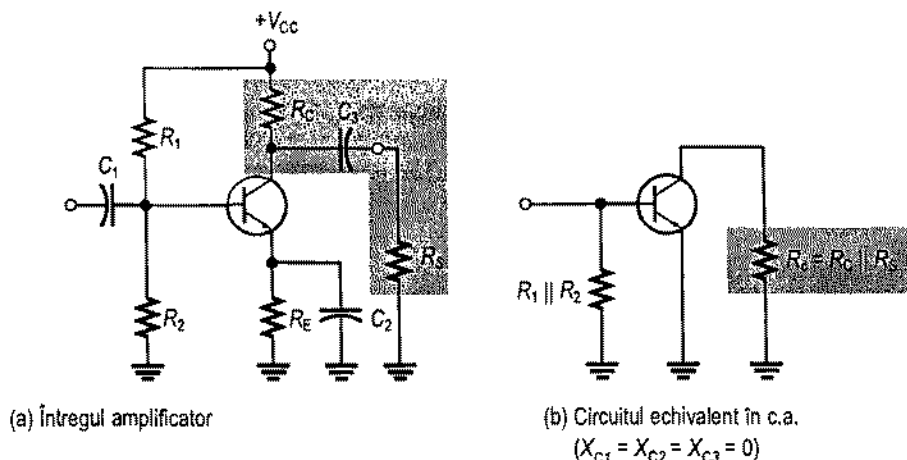 +V_CC
R_C
C_3
R_1
C_1
R_S
R_2
R_E
C_2
R_1 || R_2
R_c = R_C || R_S
(a) Întregul amplificator
(b) Circuitul echivalent în c.a.
(X_C1 = X_C2 = X_C3 = 0)